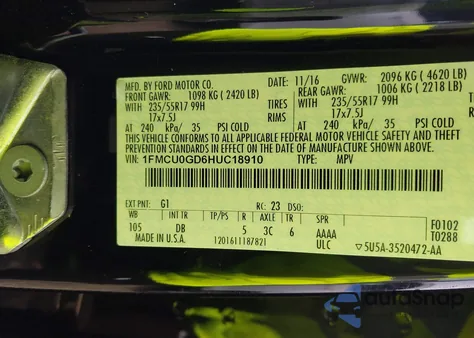 MFD. BY FORD MOTOR CO. 11/16 GVWR: 2096 KG ( 4620 LB)
FRONT GAWR: 1098 KG ( 2420 LB) REAR GAWR: 1006 KG ( 2218 LB)
WITH 235/55R17 99H TIRES WITH 235/55R17 99H
17x7.5J RIMS 17x7.5J
AT 240 kPa/ 35 PSI COLD AT 240 kPa/ 35 PSI COLD
THIS VEHICLE CONFORMS TO ALL APPLICABLE FEDERAL MOTOR VEHICLE SAFETY AND THEFT
PREVENTION STANDARDS IN EFFECT ON THE DATE OF MANUFACTURE SHOWN ABOVE.
VIN: 1FMCU0GD6HUC18910 TYPE: MPV
EXT PNT: G1 RC: 23 DSO:
WB INT TR TP/PS R AXLE TR SPR F0102
105 DB 5 3C 6 AAAA T0288
MADE IN U.S.A. 1201611187821 ULC 5U5A-3520472-AA
autoSnap